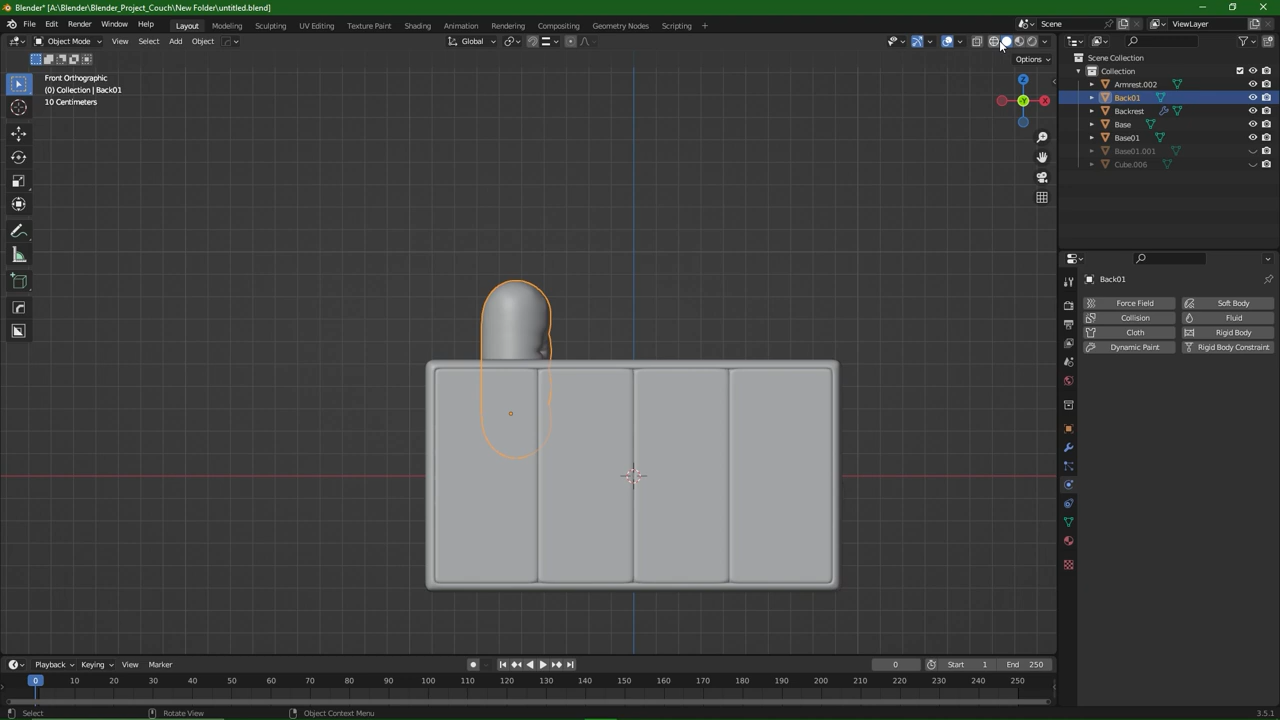 Blender* [A:\Blender_Project_Couch\New Folder\untitled.blend]
File Edit Render Window Help Layout Modeling Sculpting UV Editing Texture Paint Shading Animation Rendering Compositing Geometry Nodes Scripting + Scene ViewLayer
Object Mode View Select Add Object Global
Options
Front Orthographic
(0) Collection | Back01
10 Centimeters
Z
Y
X
Scene Collection
Collection
Armrest.002
Back01
Backrest
Base
Base01
Base01.001
Cube.006
Back01
Force Field Soft Body
Collision Fluid
Cloth Rigid Body
Dynamic Paint Rigid Body Constraint
Playback Keying View Marker 0 Start 1 End 250
0 10 20 30 40 50 60 70 80 90 100 110 120 130 140 150 160 170 180 190 200 210 220 230 240 250
Select Rotate View Object Context Menu 3.5.1